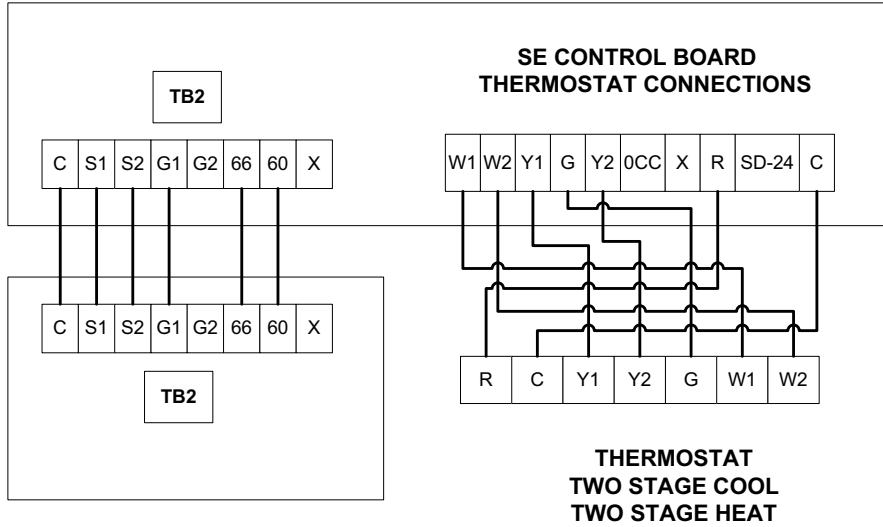 SE CONTROL BOARD
THERMOSTAT CONNECTIONS
TB2
C S1 S2 G1 G2 66 60 X
W1 W2 Y1 G Y2 0CC X R SD-24 C
C S1 S2 G1 G2 66 60 X
TB2
R C Y1 Y2 G W1 W2
THERMOSTAT
TWO STAGE COOL
TWO STAGE HEAT